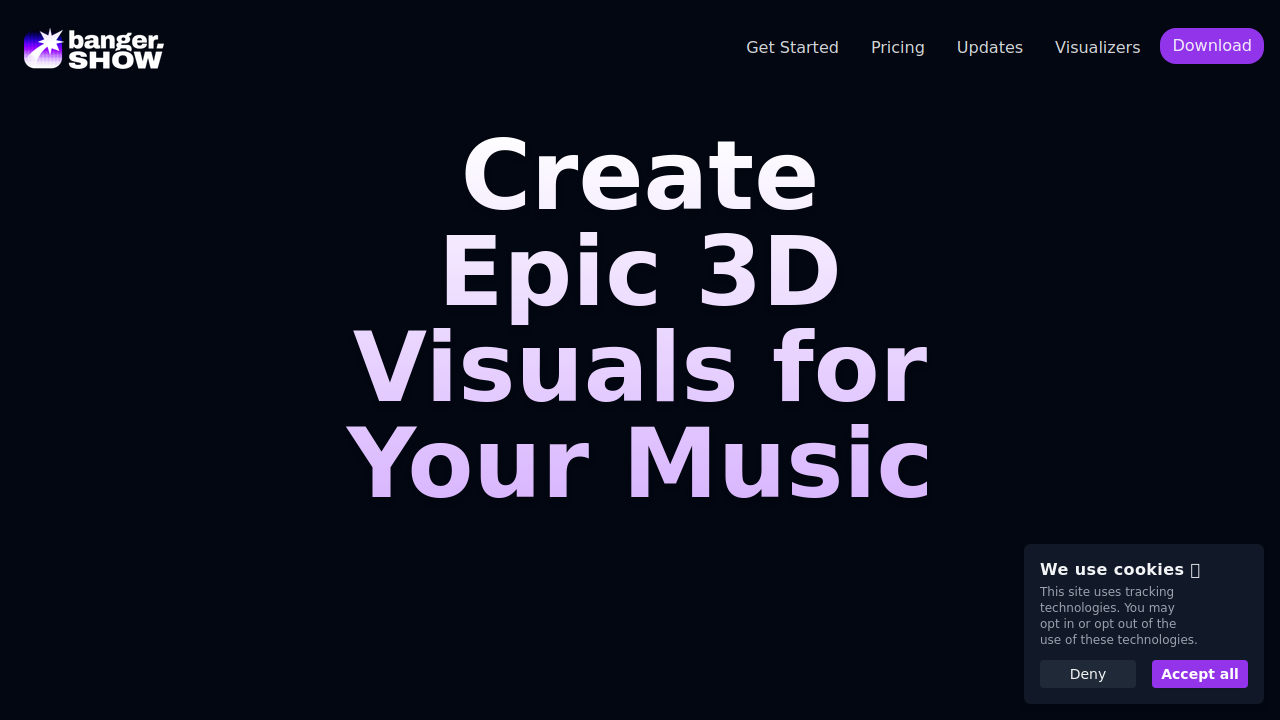 banger.
SHOW
Get Started
Pricing
Updates
Visualizers
Download
Create
Epic 3D
Visuals for
Your Music
We use cookies
This site uses tracking
technologies. You may
opt in or opt out of the
use of these technologies.
Deny
Accept all